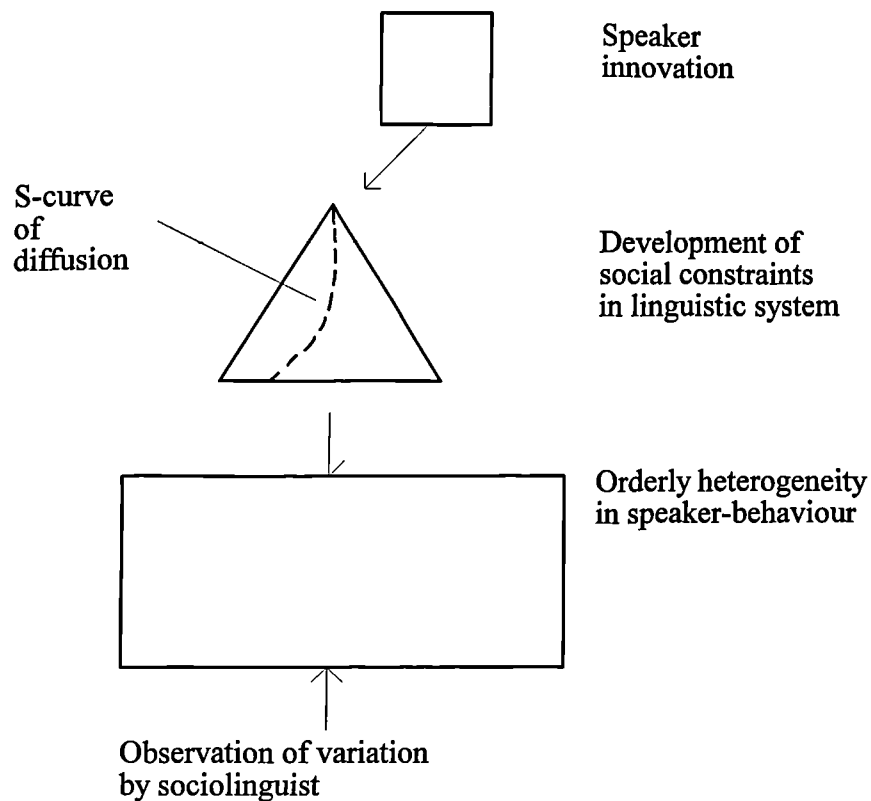 Speaker
innovation
S-curve
of
diffusion
Development of
social constraints
in linguistic system
Orderly heterogeneity
in speaker-behaviour
Observation of variation
by sociolinguist